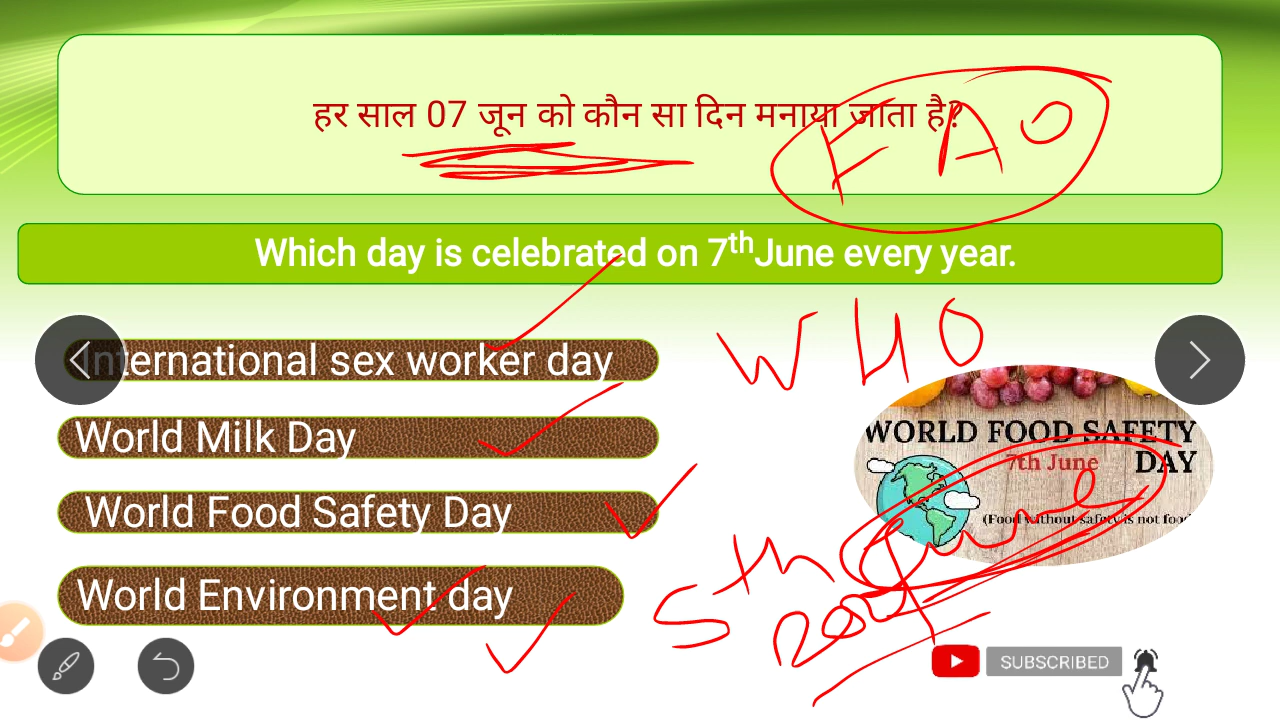 हर साल 07 जून को कौन सा दिन मनाया जाता है?
FAO
Which day is celebrated on 7th June every year.
WHO
International sex worker day
World Milk Day
World Food Safety Day
World Environment day
WORLD FOOD SAFETY
7th June DAY
(Food without safety is not food
5th June
SUBSCRIBED